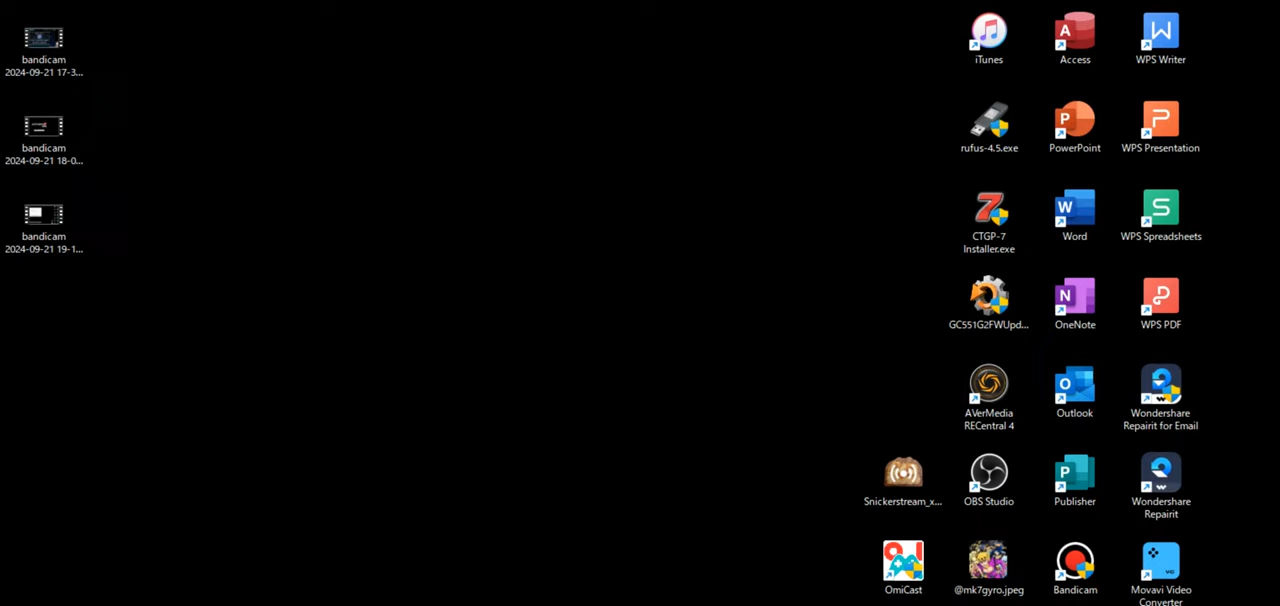 bandicam
2024-09-21 17-3...
bandicam
2024-09-21 18-0...
bandicam
2024-09-21 19-1...
iTunes
Access
WPS Writer
rufus-4.5.exe
PowerPoint
WPS Presentation
CTGP-7
Installer.exe
Word
WPS Spreadsheets
GC551G2FWUpd...
OneNote
WPS PDF
AVerMedia
RECentral 4
Outlook
Wondershare
Repairit for Email
Snickerstream_x...
OBS Studio
Publisher
Wondershare
Repairit
OmiCast
@mk7gyro.jpeg
Bandicam
Movavi Video
Converter